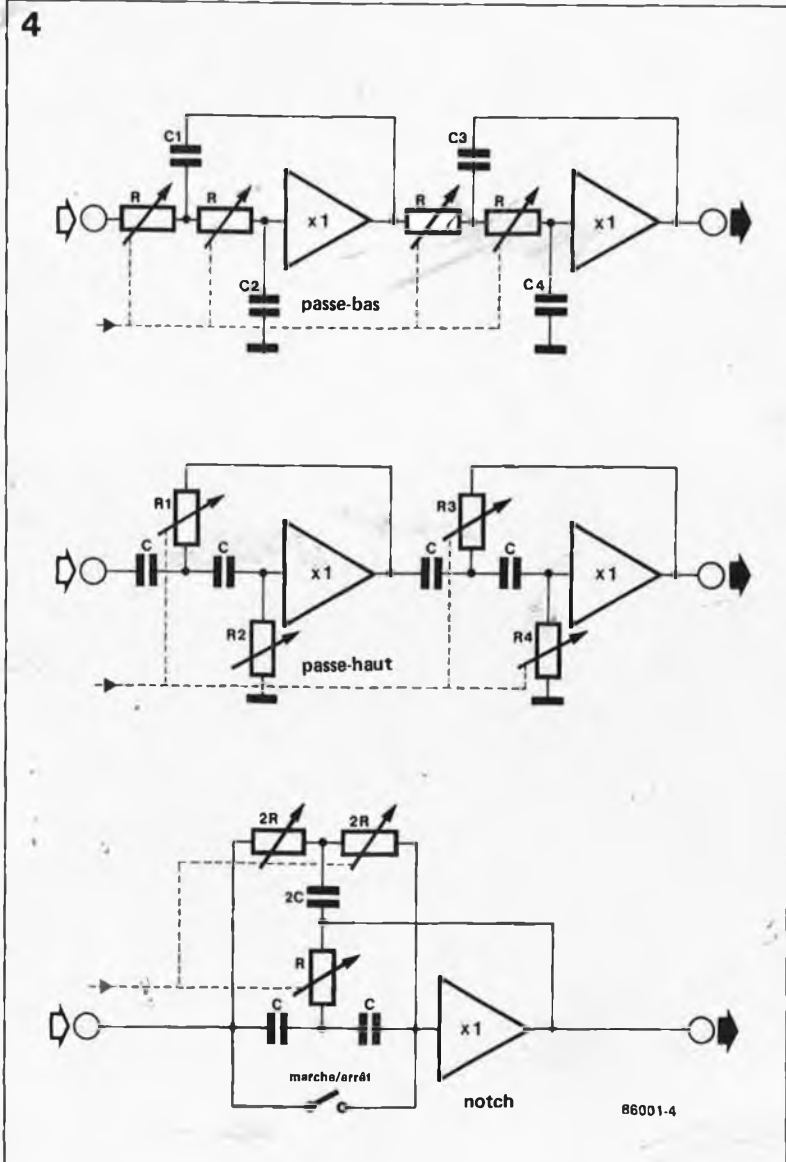 4
C1 C3
R R R R
x1 x1
C2 C4
passe-bas
R1 R3
C C C C
x1 x1
R2 R4
passe-haut
2R 2R
2C
R
C C
x1
marche/arrêt
notch
86001-4